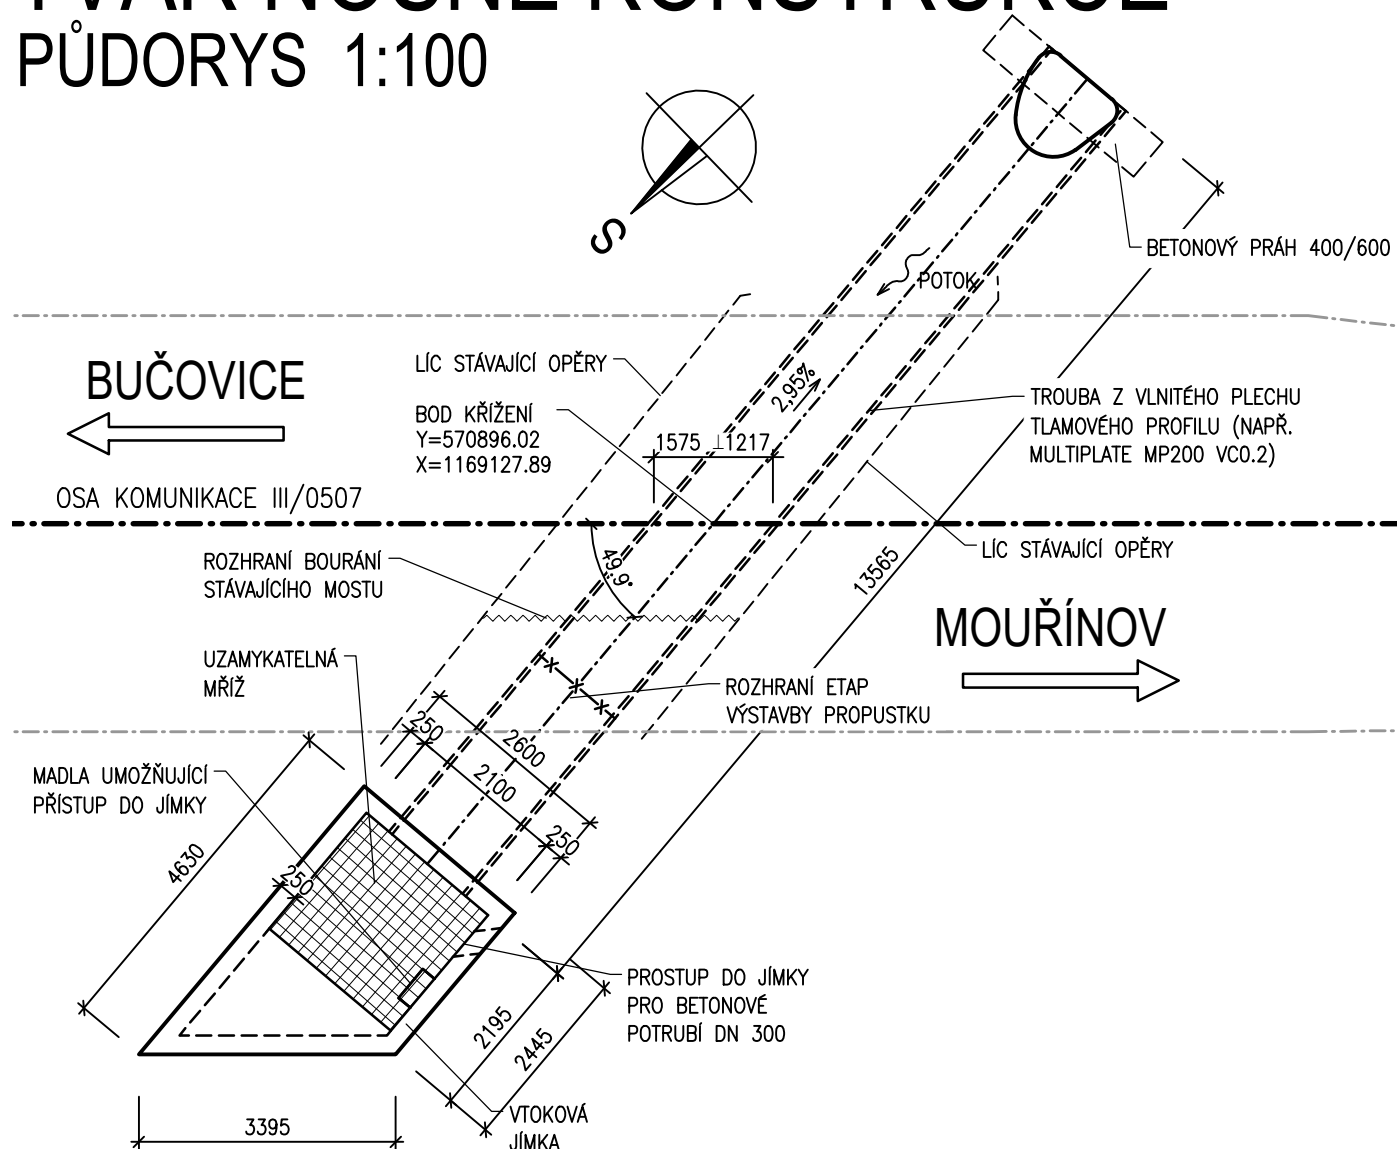 TVAR NOSNÉ KONSTRUKCE
PŮDORYS 1:100
S
BETONOVÝ PRÁH 400/600
POTOK
BUČOVICE
LÍC STÁVAJÍCÍ OPĚRY
BOD KŘÍŽENÍ
Y=570896.02
X=1169127.89
2,95%
1575 ⊥1217
TROUBA Z VLNITÉHO PLECHU
TLAMOVÉHO PROFILU (NAPŘ.
MULTIPLATE MP200 VC0.2)
OSA KOMUNIKACE III/0507
LÍC STÁVAJÍCÍ OPĚRY
ROZHRANÍ BOURÁNÍ
STÁVAJÍCÍHO MOSTU
49,9°
13565
MOUŘÍNOV
UZAMYKATELNÁ
MŘÍŽ
ROZHRANÍ ETAP
VÝSTAVBY PROPUSTKU
250
2600
2100
250
MADLA UMOŽŇUJÍCÍ
PŘÍSTUP DO JÍMKY
4630
250
PROSTUP DO JÍMKY
PRO BETONOVÉ
POTRUBÍ DN 300
2195
2445
VTOKOVÁ
JÍMKA
3395